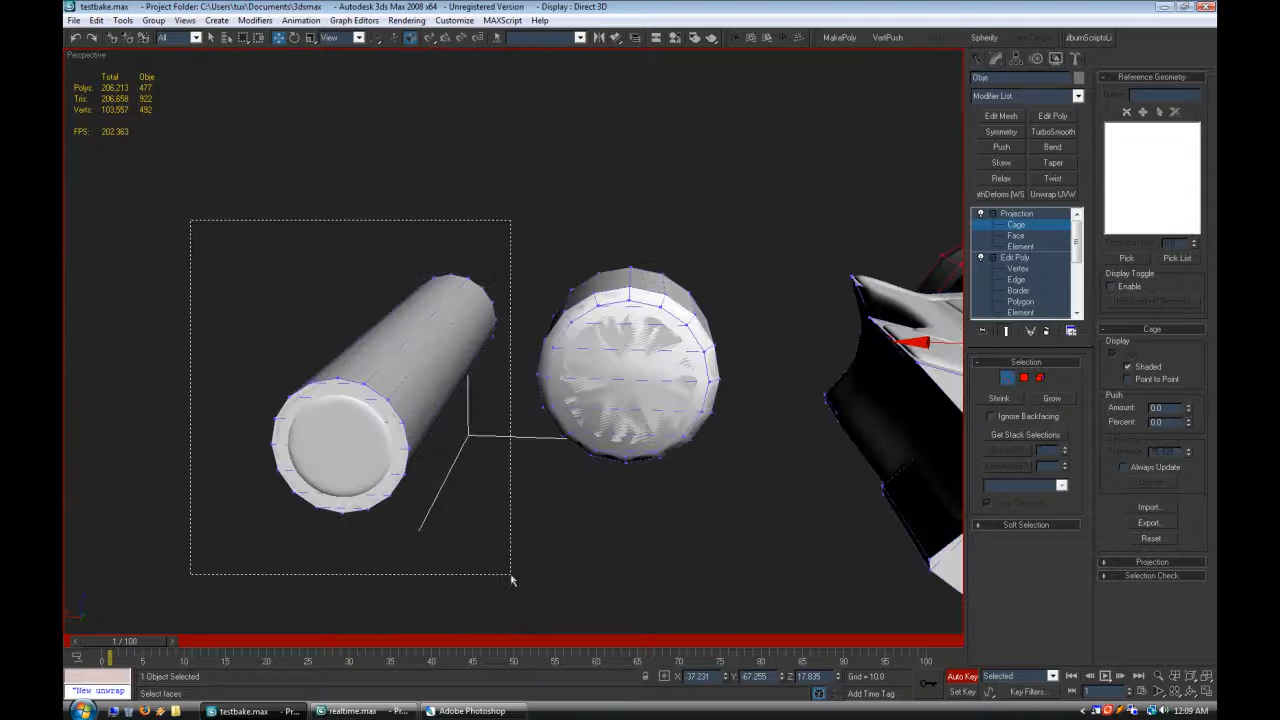 testbake.max - Project Folder: C:\Users\tux\Documents\3dsmax - Autodesk 3ds Max 2008 x64 - Unregistered Version - Display : Direct 3D
File Edit Tools Group Views Create Modifiers Animation Graph Editors Rendering Customize MAXScript Help
All View MakePoly VertPush Spherify
Perspective
Total Obje
Polys: 206,213 477
Tris: 206,658 922
Verts: 103,557 492
FPS: 202.363
Obje
Modifier List
Edit Mesh Edit Poly
Symmetry TurboSmooth
Push Bend
Skew Taper
Relax Twist
Unwrap UVW
Projection
Cage
Face
Element
Edit Poly
Vertex
Edge
Border
Polygon
Element
Selection
Shrink Grow
Ignore Backfacing
Get Stack Selections
Soft Selection
Reference Geometry
Pick Pick List
Display Toggle
Enable
Cage
Display
Shaded
Point to Point
Push
Amount: 0.0
Percent: 0.0
Always Update
Import...
Export...
Reset
Projection
Selection Check
1 / 100
0 5 10 15 20 25 30 35 40 45 50 55 60 65 70 75 80 85 90 95 100
"New unwrap
1 Object Selected X: 37.231 Y: 67.255 Z: 17.835 Grid = 10.0
Select faces Add Time Tag
Auto Key Selected
Set Key Key Filters... 1
testbake.max - Pr... realtime.max - Pr... Adobe Photoshop 12:09 AM